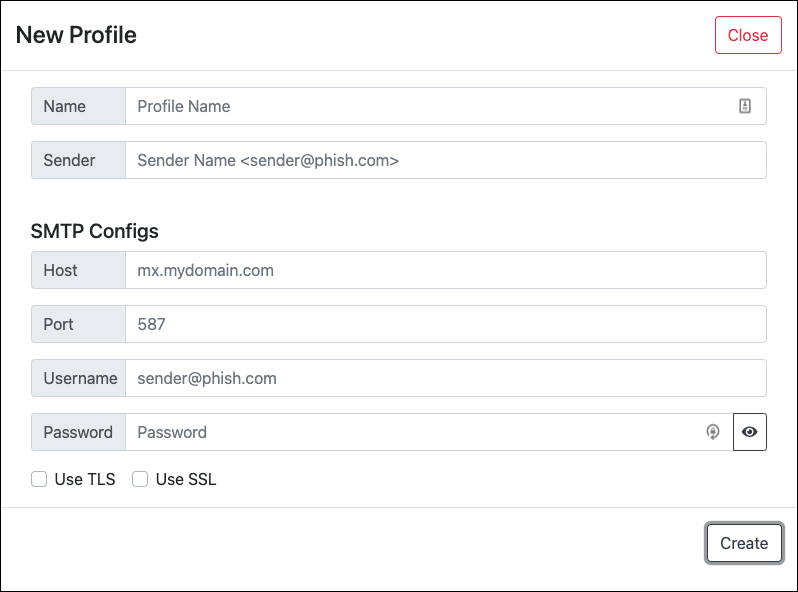 New Profile Close
Name Profile Name
Sender Sender Name <sender@phish.com>
SMTP Configs
Host mx.mydomain.com
Port 587
Username sender@phish.com
Password Password
Use TLS Use SSL
Create